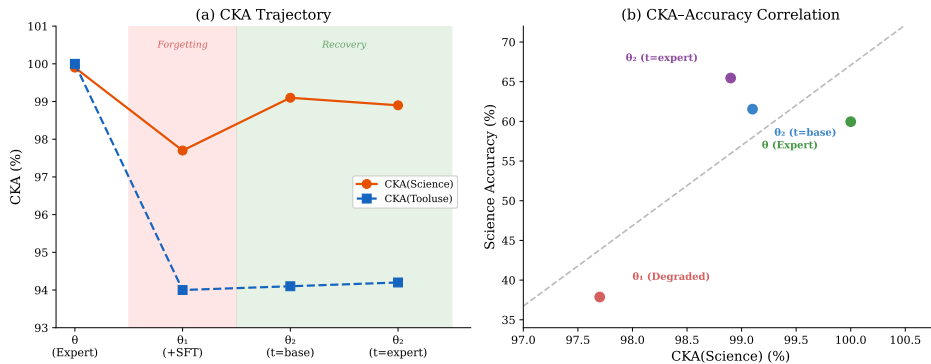 (a) CKA Trajectory
101
100
99
98
97
96
95
94
93
CKA (%)
Forgetting
Recovery
CKA(Science)
CKA(Tooluse)
θ
(Expert)
θ₁
(+SFT)
θ₂
(t=base)
θ₂
(t=expert)
(b) CKA–Accuracy Correlation
70
65
60
55
50
45
40
35
Science Accuracy (%)
θ₂ (t=expert)
θ₂ (t=base)
θ (Expert)
θ₁ (Degraded)
97.0 97.5 98.0 98.5 99.0 99.5 100.0 100.5
CKA(Science) (%)